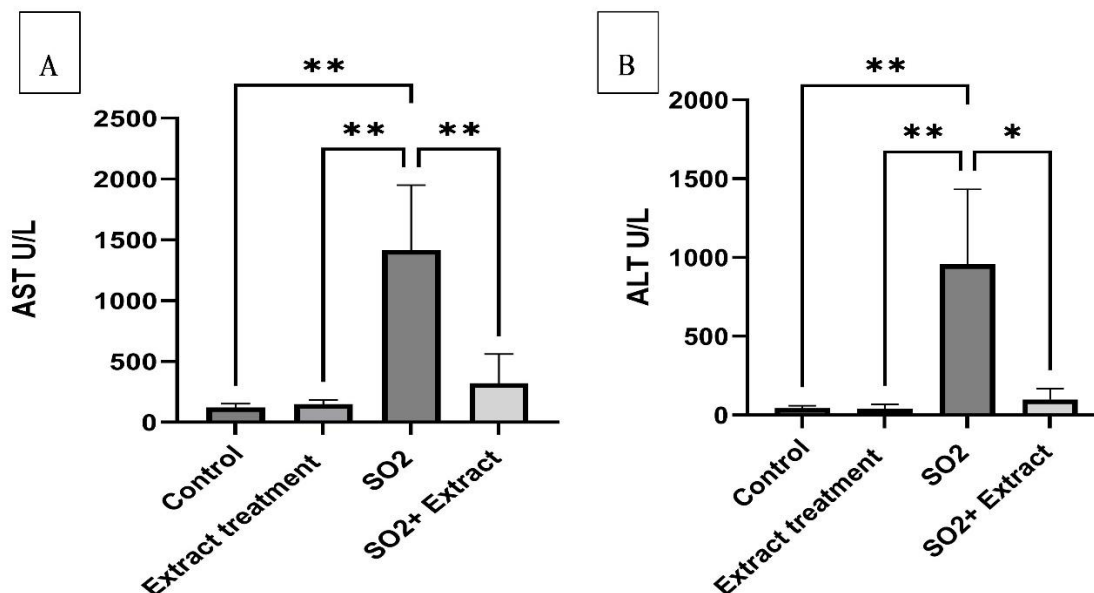 A
**
**
**
AST U/L
2500
2000
1500
1000
500
0
Control
Extract treatment
SO2
SO2+ Extract
B
**
**
*
ALT U/L
2000
1500
1000
500
0
Control
Extract treatment
SO2
SO2+ Extract